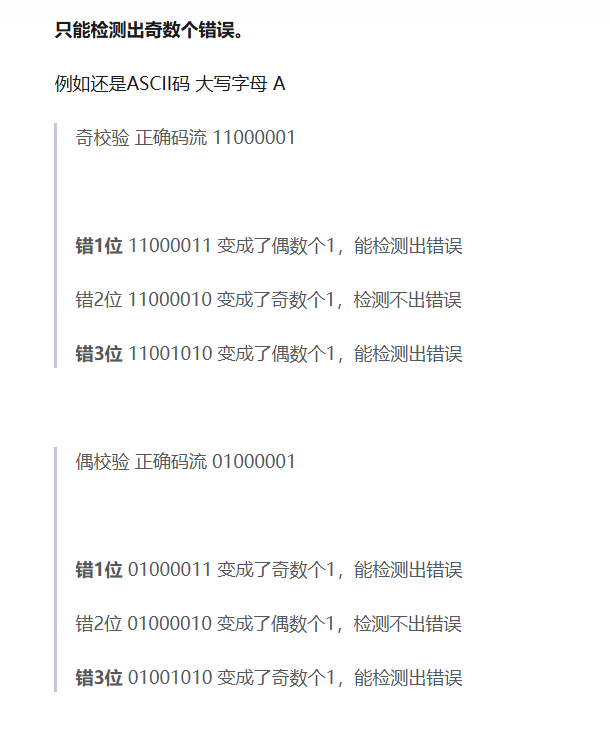 只能检测出奇数个错误。
例如还是ASCII码 大写字母 A
奇校验 正确码流 11000001
错1位 11000011 变成了偶数个1，能检测出错误
错2位 11000010 变成了奇数个1，检测不出错误
错3位 11001010 变成了偶数个1，能检测出错误
偶校验 正确码流 01000001
错1位 01000011 变成了奇数个1，能检测出错误
错2位 01000010 变成了偶数个1，检测不出错误
错3位 01001010 变成了奇数个1，能检测出错误